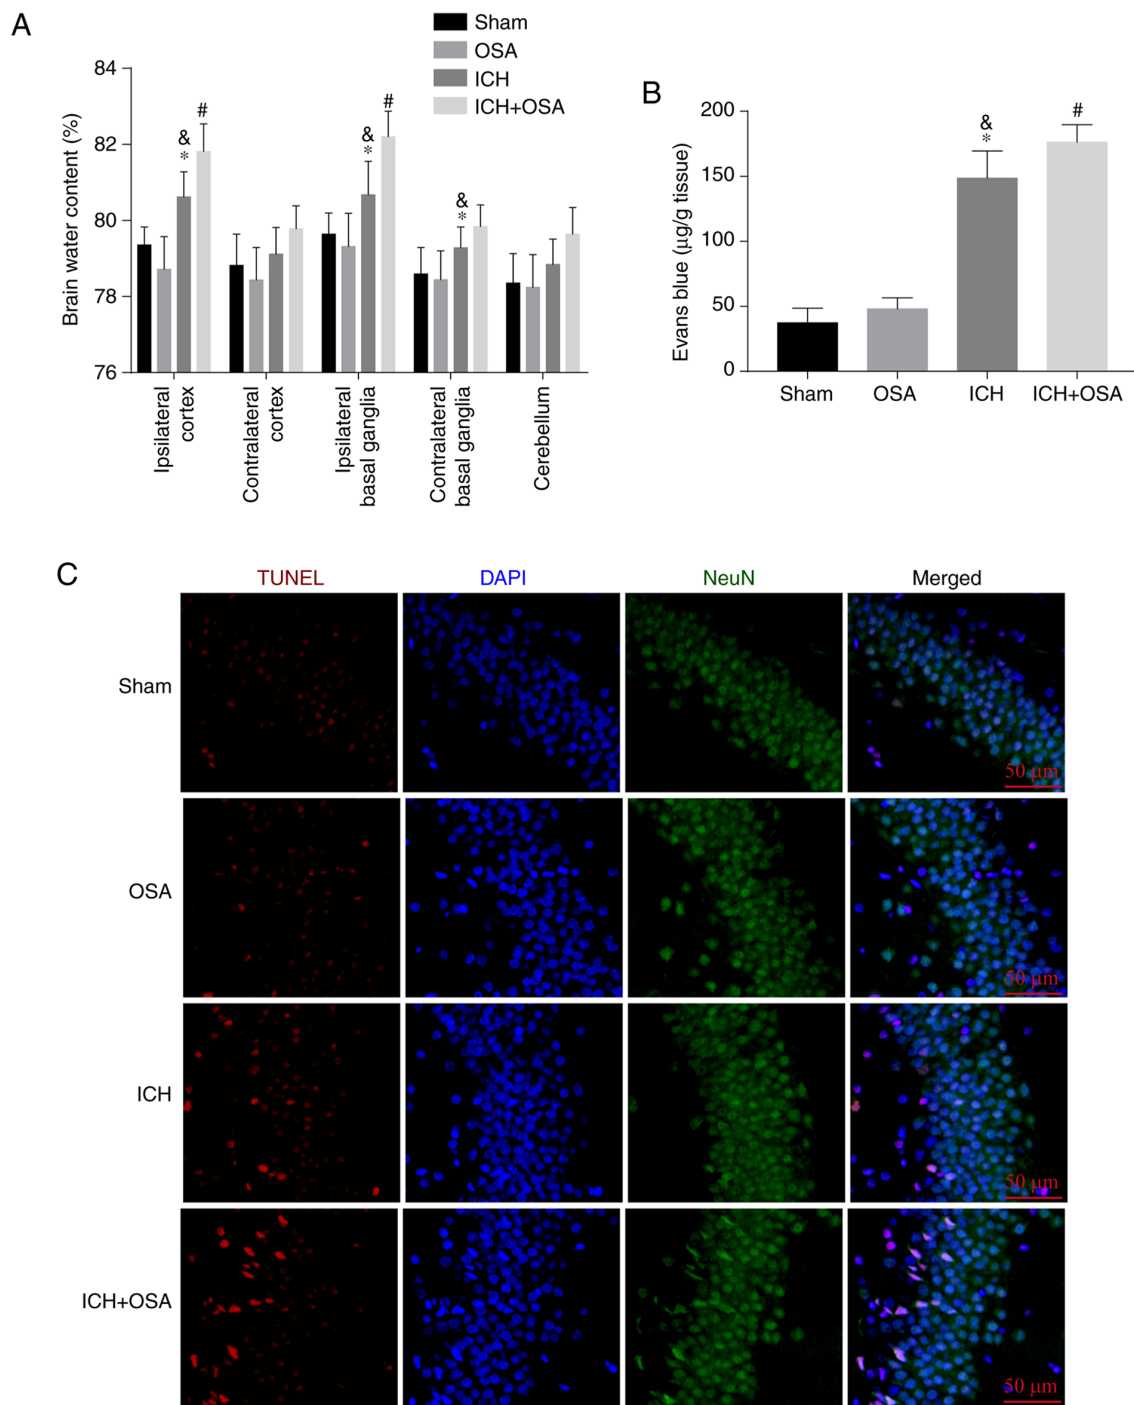 A
Sham
OSA
ICH
ICH+OSA
84
82
80
78
76
Brain water content (%)
&
*
#
&
*
#
&
*
Ipsilateral
cortex
Contralateral
cortex
Ipsilateral
basal ganglia
Contralateral
basal ganglia
Cerebellum
B
200
150
100
50
0
Evans blue (µg/g tissue)
&
*
#
Sham
OSA
ICH
ICH+OSA
C
TUNEL
DAPI
NeuN
Merged
Sham
50 µm
OSA
50 µm
ICH
50 µm
ICH+OSA
50 µm